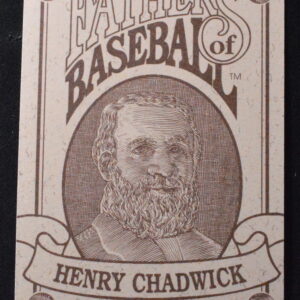 FATHERS
of
BASEBALL
TM
HENRY CHADWICK